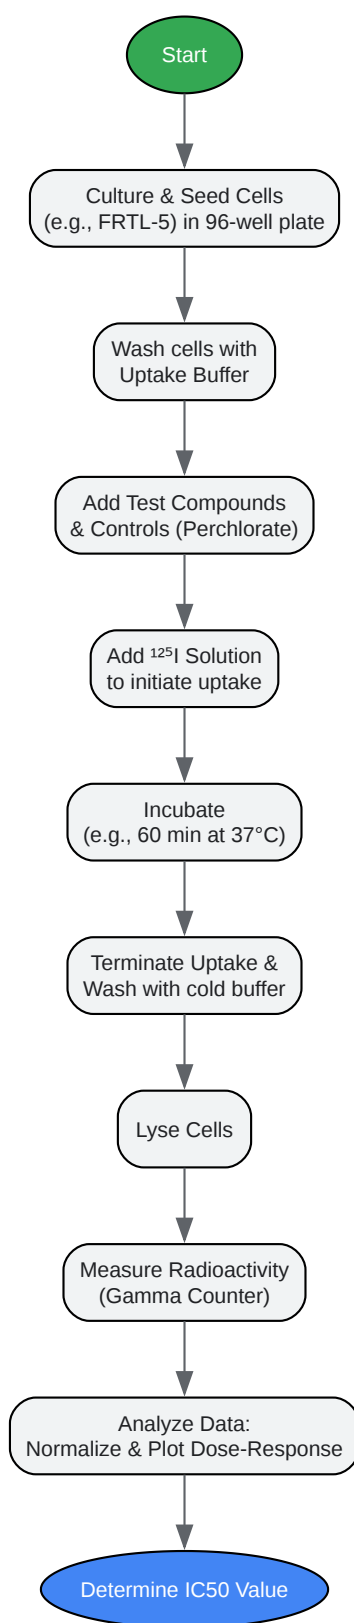 Start
Culture & Seed Cells
(e.g., FRTL-5) in 96-well plate
Wash cells with
Uptake Buffer
Add Test Compounds
& Controls (Perchlorate)
Add ¹²⁵I Solution
to initiate uptake
Incubate
(e.g., 60 min at 37°C)
Terminate Uptake &
Wash with cold buffer
Lyse Cells
Measure Radioactivity
(Gamma Counter)
Analyze Data:
Normalize & Plot Dose-Response
Determine IC50 Value